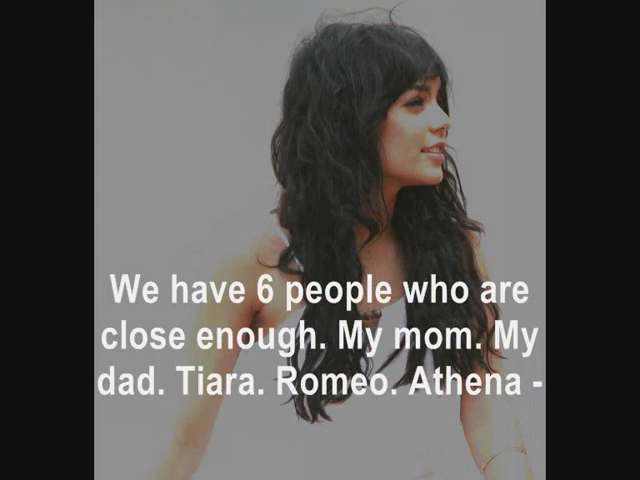 We have 6 people who are
close enough. My mom. My
dad. Tiara. Romeo. Athena -